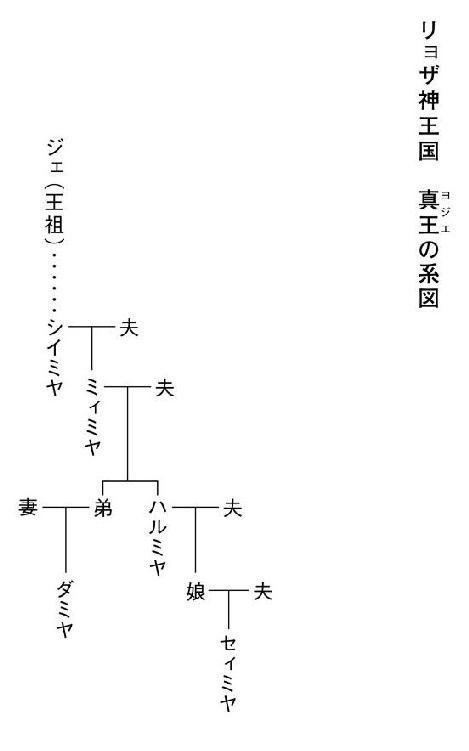 リョザ神王国　真王の系図
ヨジェ
ジェ（王祖）‥‥‥シイミヤ
夫
ミィミヤ
夫
妻
弟
ハルミヤ
夫
ダミヤ
娘
夫
セィミヤ